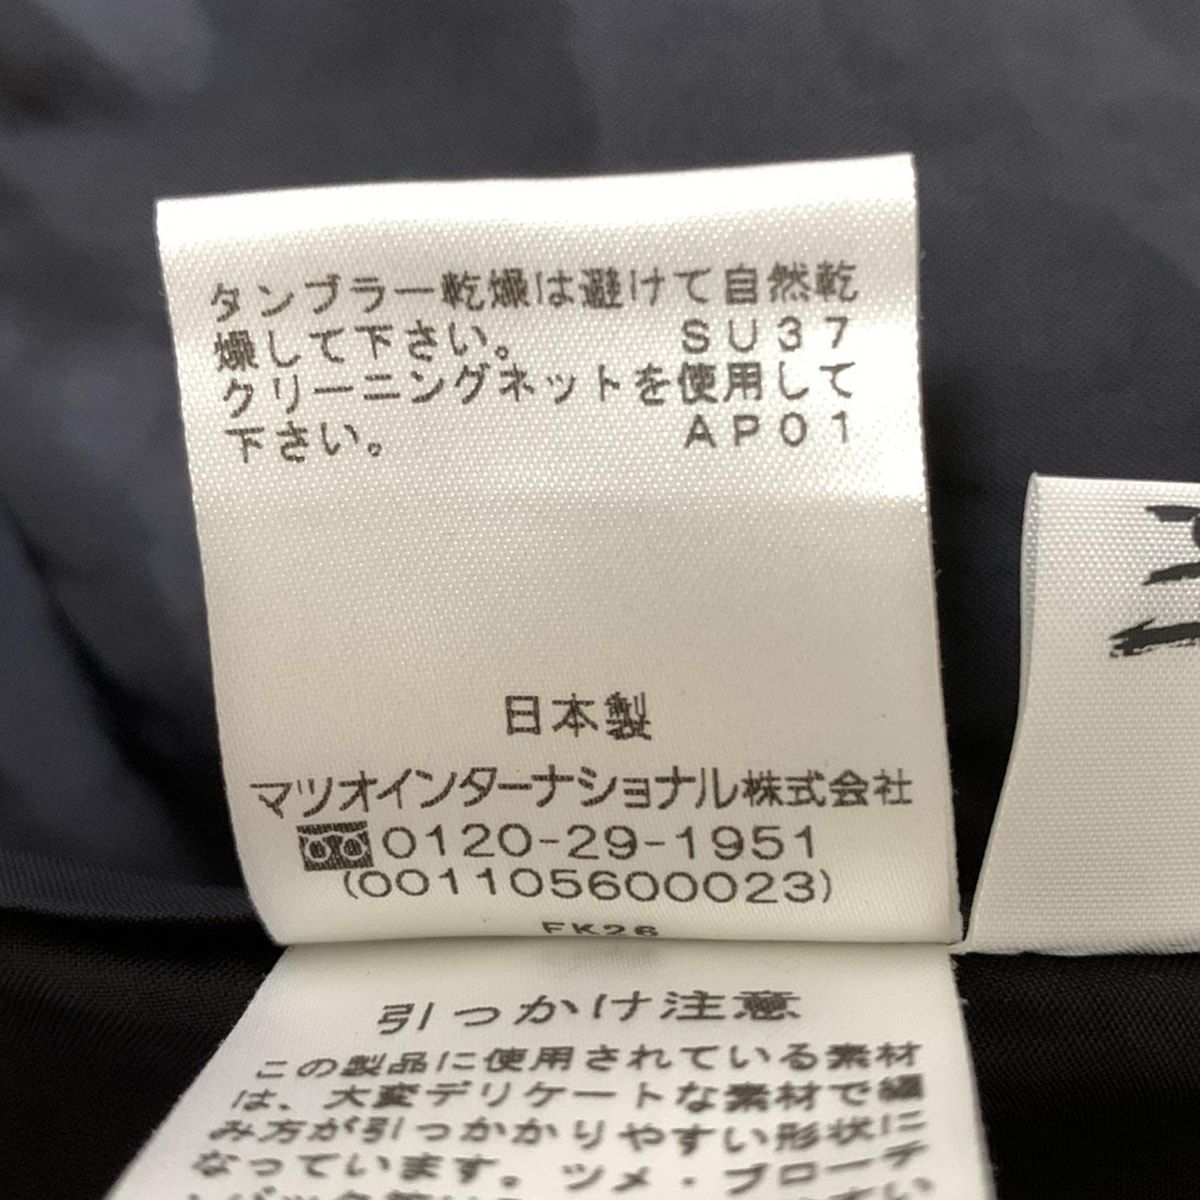 タンブラー乾燥は避けて自然乾
燥して下さい。 SU37
クリーニングネットを使用して
下さい。 AP01
日本製
マツオインターナショナル株式会社
0120-29-1951
(001105600023)
FK26
引っかけ注意
この製品に使用されている素材
は、大変デリケートな素材で編
み方が引っかかりやすい形状に
なっています。ツメ・ブローチ